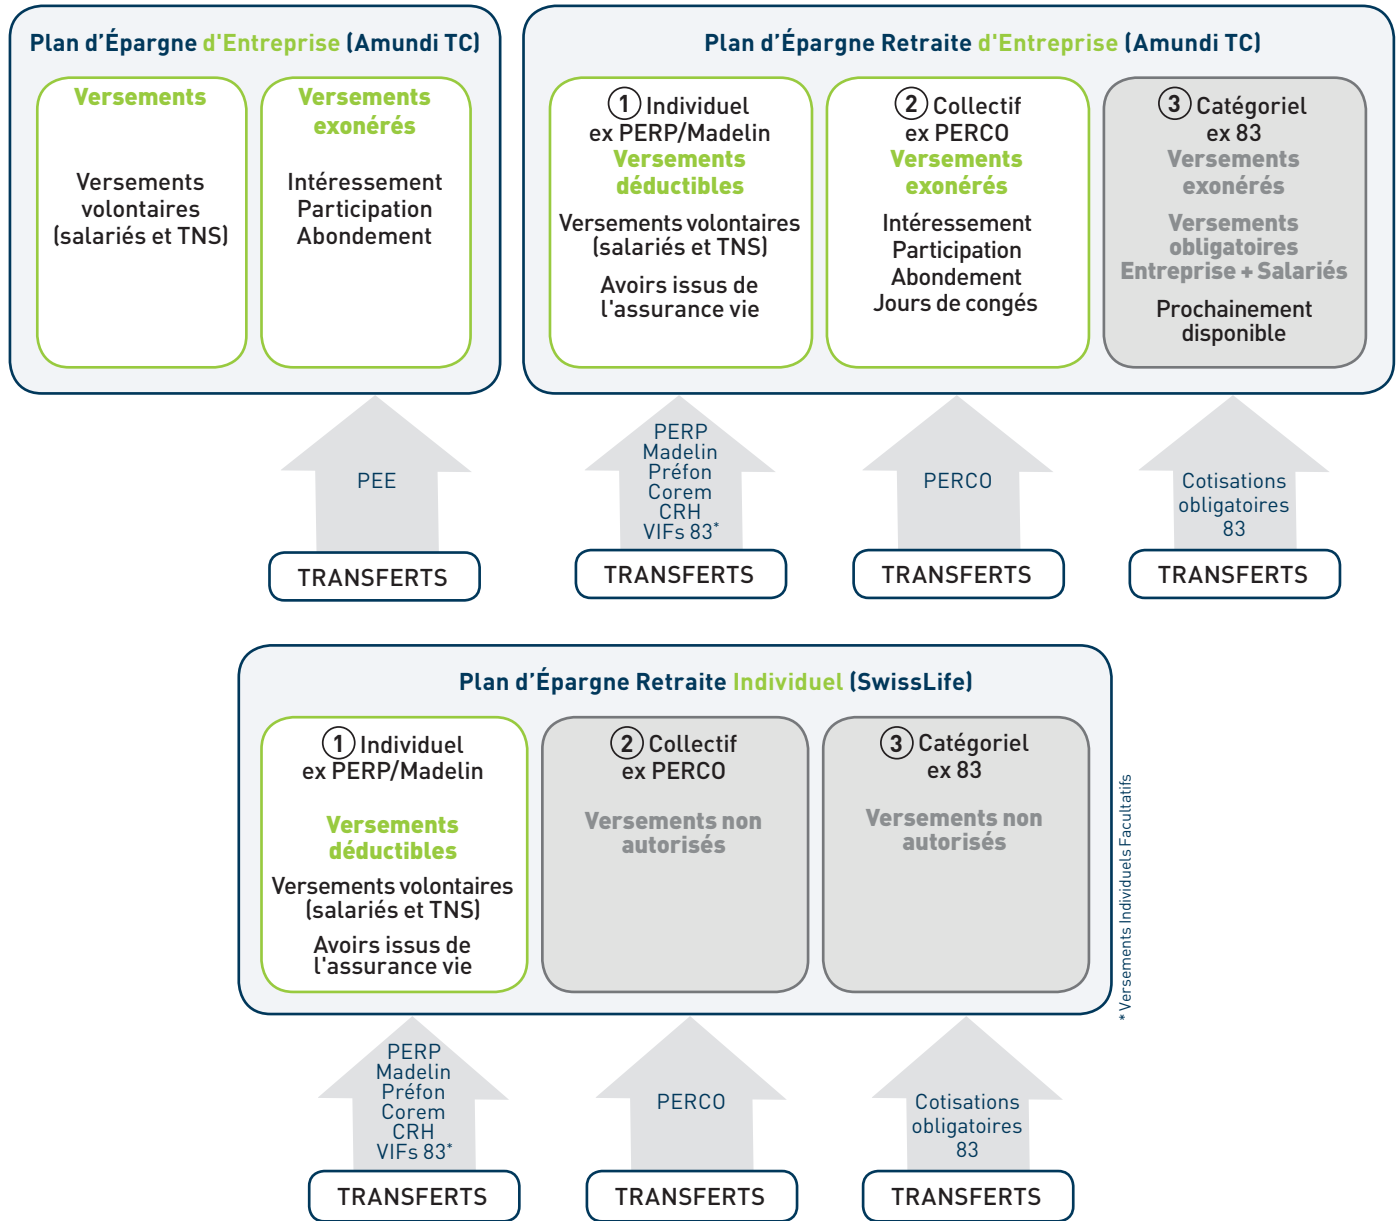 Plan d’Épargne d'Entreprise (Amundi TC)
Versements
Versements
volontaires
(salariés et TNS)
Versements
exonérés
Intéressement
Participation
Abondement
Plan d’Épargne Retraite d'Entreprise (Amundi TC)
1 Individuel
ex PERP/Madelin
Versements
déductibles
Versements volontaires
(salariés et TNS)
Avoirs issus de
l'assurance vie
2 Collectif
ex PERCO
Versements
exonérés
Intéressement
Participation
Abondement
Jours de congés
3 Catégoriel
ex 83
Versements
exonérés
Versements
obligatoires
Entreprise + Salariés
Prochainement
disponible
PEE
TRANSFERTS
PERP
Madelin
Préfon
Corem
CRH
VIFs 83*
TRANSFERTS
PERCO
TRANSFERTS
Cotisations
obligatoires
83
TRANSFERTS
Plan d’Épargne Retraite Individuel (SwissLife)
1 Individuel
ex PERP/Madelin
Versements
déductibles
Versements volontaires
(salariés et TNS)
Avoirs issus de
l'assurance vie
2 Collectif
ex PERCO
Versements non
autorisés
3 Catégoriel
ex 83
Versements non
autorisés
* Versements Individuels Facultatifs
PERP
Madelin
Préfon
Corem
CRH
VIFs 83*
TRANSFERTS
PERCO
TRANSFERTS
Cotisations
obligatoires
83
TRANSFERTS